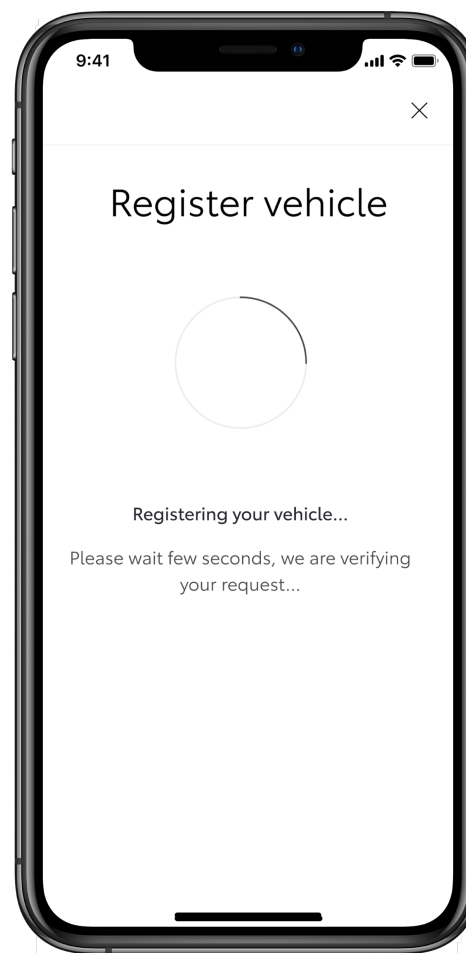 9:41
Register vehicle
Registering your vehicle...
Please wait few seconds, we are verifying
your request...